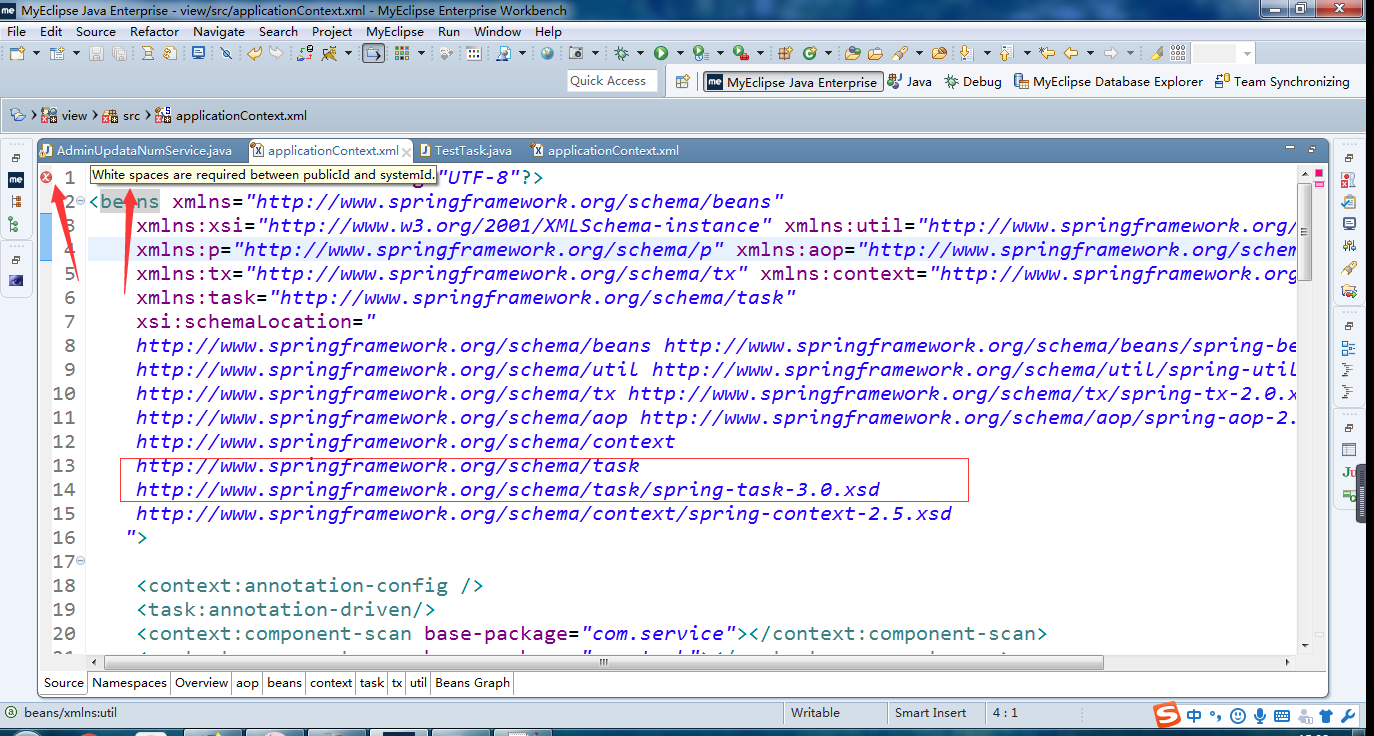 MyEclipse Java Enterprise - view/src/applicationContext.xml - MyEclipse Enterprise Workbench
File Edit Source Refactor Navigate Search Project MyEclipse Run Window Help
Quick Access
me MyEclipse Java Enterprise Java Debug MyEclipse Database Explorer Team Synchronizing
view src applicationContext.xml
AdminUpdataNumService.java applicationContext.xml TestTask.java applicationContext.xml
White spaces are required between publicId and systemId.
1 "UTF-8"?>
2 <beans xmlns="http://www.springframework.org/schema/beans"
3 xmlns:xsi="http://www.w3.org/2001/XMLSchema-instance" xmlns:util="http://www.springframework.org/
4 xmlns:p="http://www.springframework.org/schema/p" xmlns:aop="http://www.springframework.org/schem
5 xmlns:tx="http://www.springframework.org/schema/tx" xmlns:context="http://www.springframework.org
6 xmlns:task="http://www.springframework.org/schema/task"
7 xsi:schemaLocation="
8 http://www.springframework.org/schema/beans http://www.springframework.org/schema/beans/spring-be
9 http://www.springframework.org/schema/util http://www.springframework.org/schema/util/spring-util
10 http://www.springframework.org/schema/tx http://www.springframework.org/schema/tx/spring-tx-2.0.x
11 http://www.springframework.org/schema/aop http://www.springframework.org/schema/aop/spring-aop-2.
12 http://www.springframework.org/schema/context
13 http://www.springframework.org/schema/task
14 http://www.springframework.org/schema/task/spring-task-3.0.xsd
15 http://www.springframework.org/schema/context/spring-context-2.5.xsd
16 ">
17
18 <context:annotation-config />
19 <task:annotation-driven/>
20 <context:component-scan base-package="com.service"></context:component-scan>
Source Namespaces Overview aop beans context task tx util Beans Graph
beans/xmlns:util Writable Smart Insert 4 : 1
中